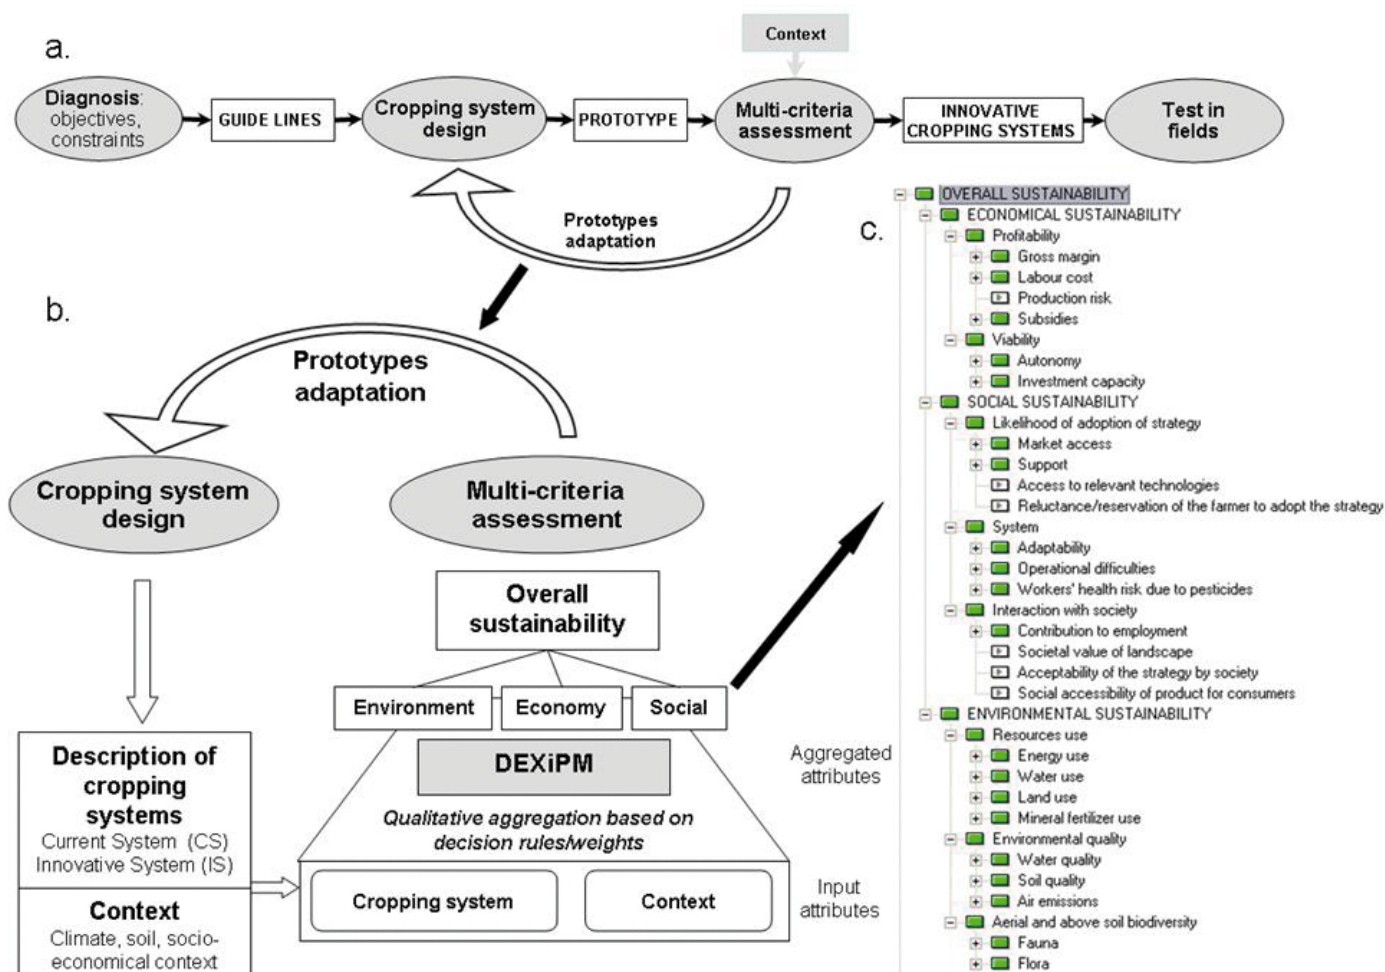 a.
Context
Diagnosis:
objectives,
constraints
GUIDE LINES
Cropping system
design
PROTOTYPE
Multi-criteria
assessment
INNOVATIVE
CROPPING SYSTEMS
Test in
fields
Prototypes
adaptation
b.
Prototypes
adaptation
Cropping system
design
Multi-criteria
assessment
Overall
sustainability
Environment
Economy
Social
DEXiPM
Qualitative aggregation based on
decision rules/weights
Aggregated
attributes
Description of
cropping
systems
Current System (CS)
Innovative System (IS)
Context
Climate, soil, socio-
economical context
Cropping system
Context
Input
attributes
c.
OVERALL SUSTAINABILITY
ECONOMICAL SUSTAINABILITY
Profitability
Gross margin
Labour cost
Production risk
Subsidies
Viability
Autonomy
Investment capacity
SOCIAL SUSTAINABILITY
Likelihood of adoption of strategy
Market access
Support
Access to relevant technologies
Reluctance/reservation of the farmer to adopt the strategy
System
Adaptability
Operational difficulties
Workers' health risk due to pesticides
Interaction with society
Contribution to employment
Societal value of landscape
Acceptability of the strategy by society
Social accessibility of product for consumers
ENVIRONMENTAL SUSTAINABILITY
Resources use
Energy use
Water use
Land use
Mineral fertilizer use
Environmental quality
Water quality
Soil quality
Air emissions
Aerial and above soil biodiversity
Fauna
Flora